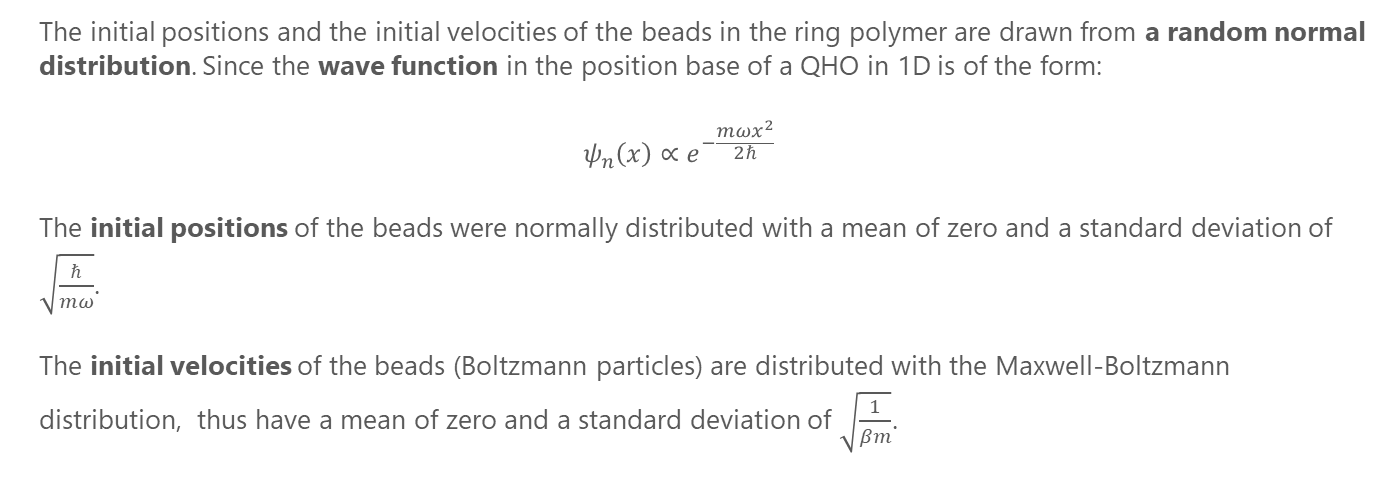 The initial positions and the initial velocities of the beads in the ring polymer are drawn from a random normal
distribution. Since the wave function in the position base of a QHO in 1D is of the form:
ψₙ(x) ∝ e^(−mωx²/2ħ)
The initial positions of the beads were normally distributed with a mean of zero and a standard deviation of
√(ħ/mω).
The initial velocities of the beads (Boltzmann particles) are distributed with the Maxwell-Boltzmann
distribution, thus have a mean of zero and a standard deviation of √(1/βm).